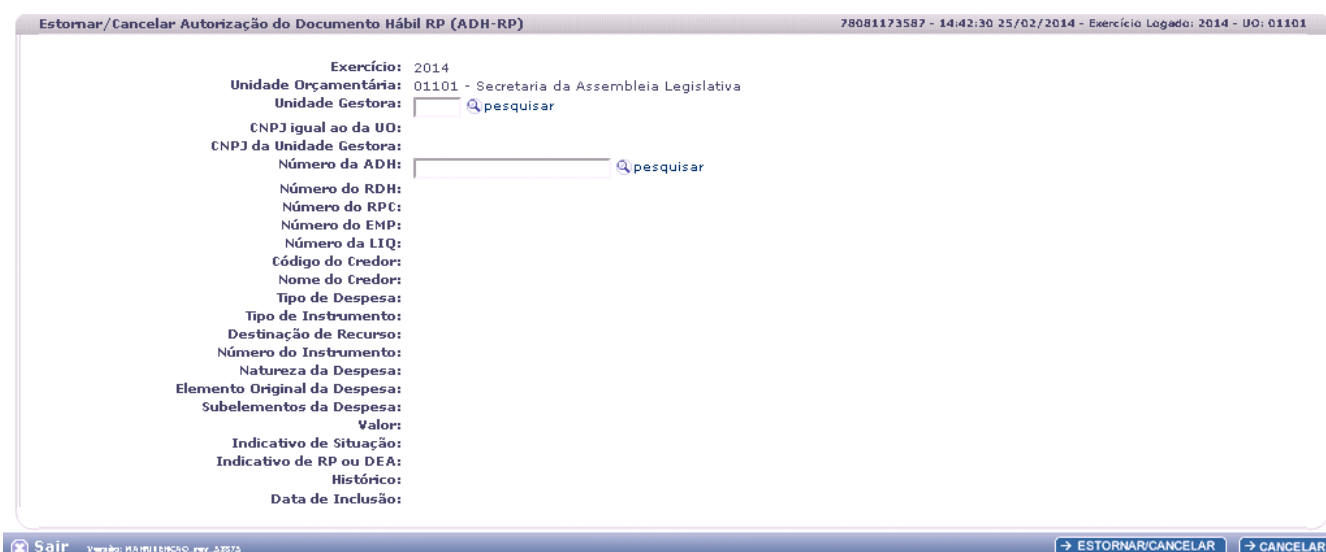 Estornar/Cancelar Autorização do Documento Hábil RP (ADH-RP) 78081173587 - 14:42:30 25/02/2014 - Exercício Logado: 2014 - UO: 01101
Exercício: 2014
Unidade Orçamentária: 01101 - Secretaria da Assembleia Legislativa
Unidade Gestora: pesquisar
CNPJ igual ao da UO:
CNPJ da Unidade Gestora:
Número da ADH: pesquisar
Número do RDH:
Número do RPC:
Número do EMP:
Número da LIQ:
Código do Credor:
Nome do Credor:
Tipo de Despesa:
Tipo de Instrumento:
Destinação de Recurso:
Número do Instrumento:
Natureza da Despesa:
Elemento Original da Despesa:
Subelementos da Despesa:
Valor:
Indicativo de Situação:
Indicativo de RP ou DEA:
Histórico:
Data de Inclusão:
Sair Versão: MANUTENCAO ESTORNAR/CANCELAR CANCELAR